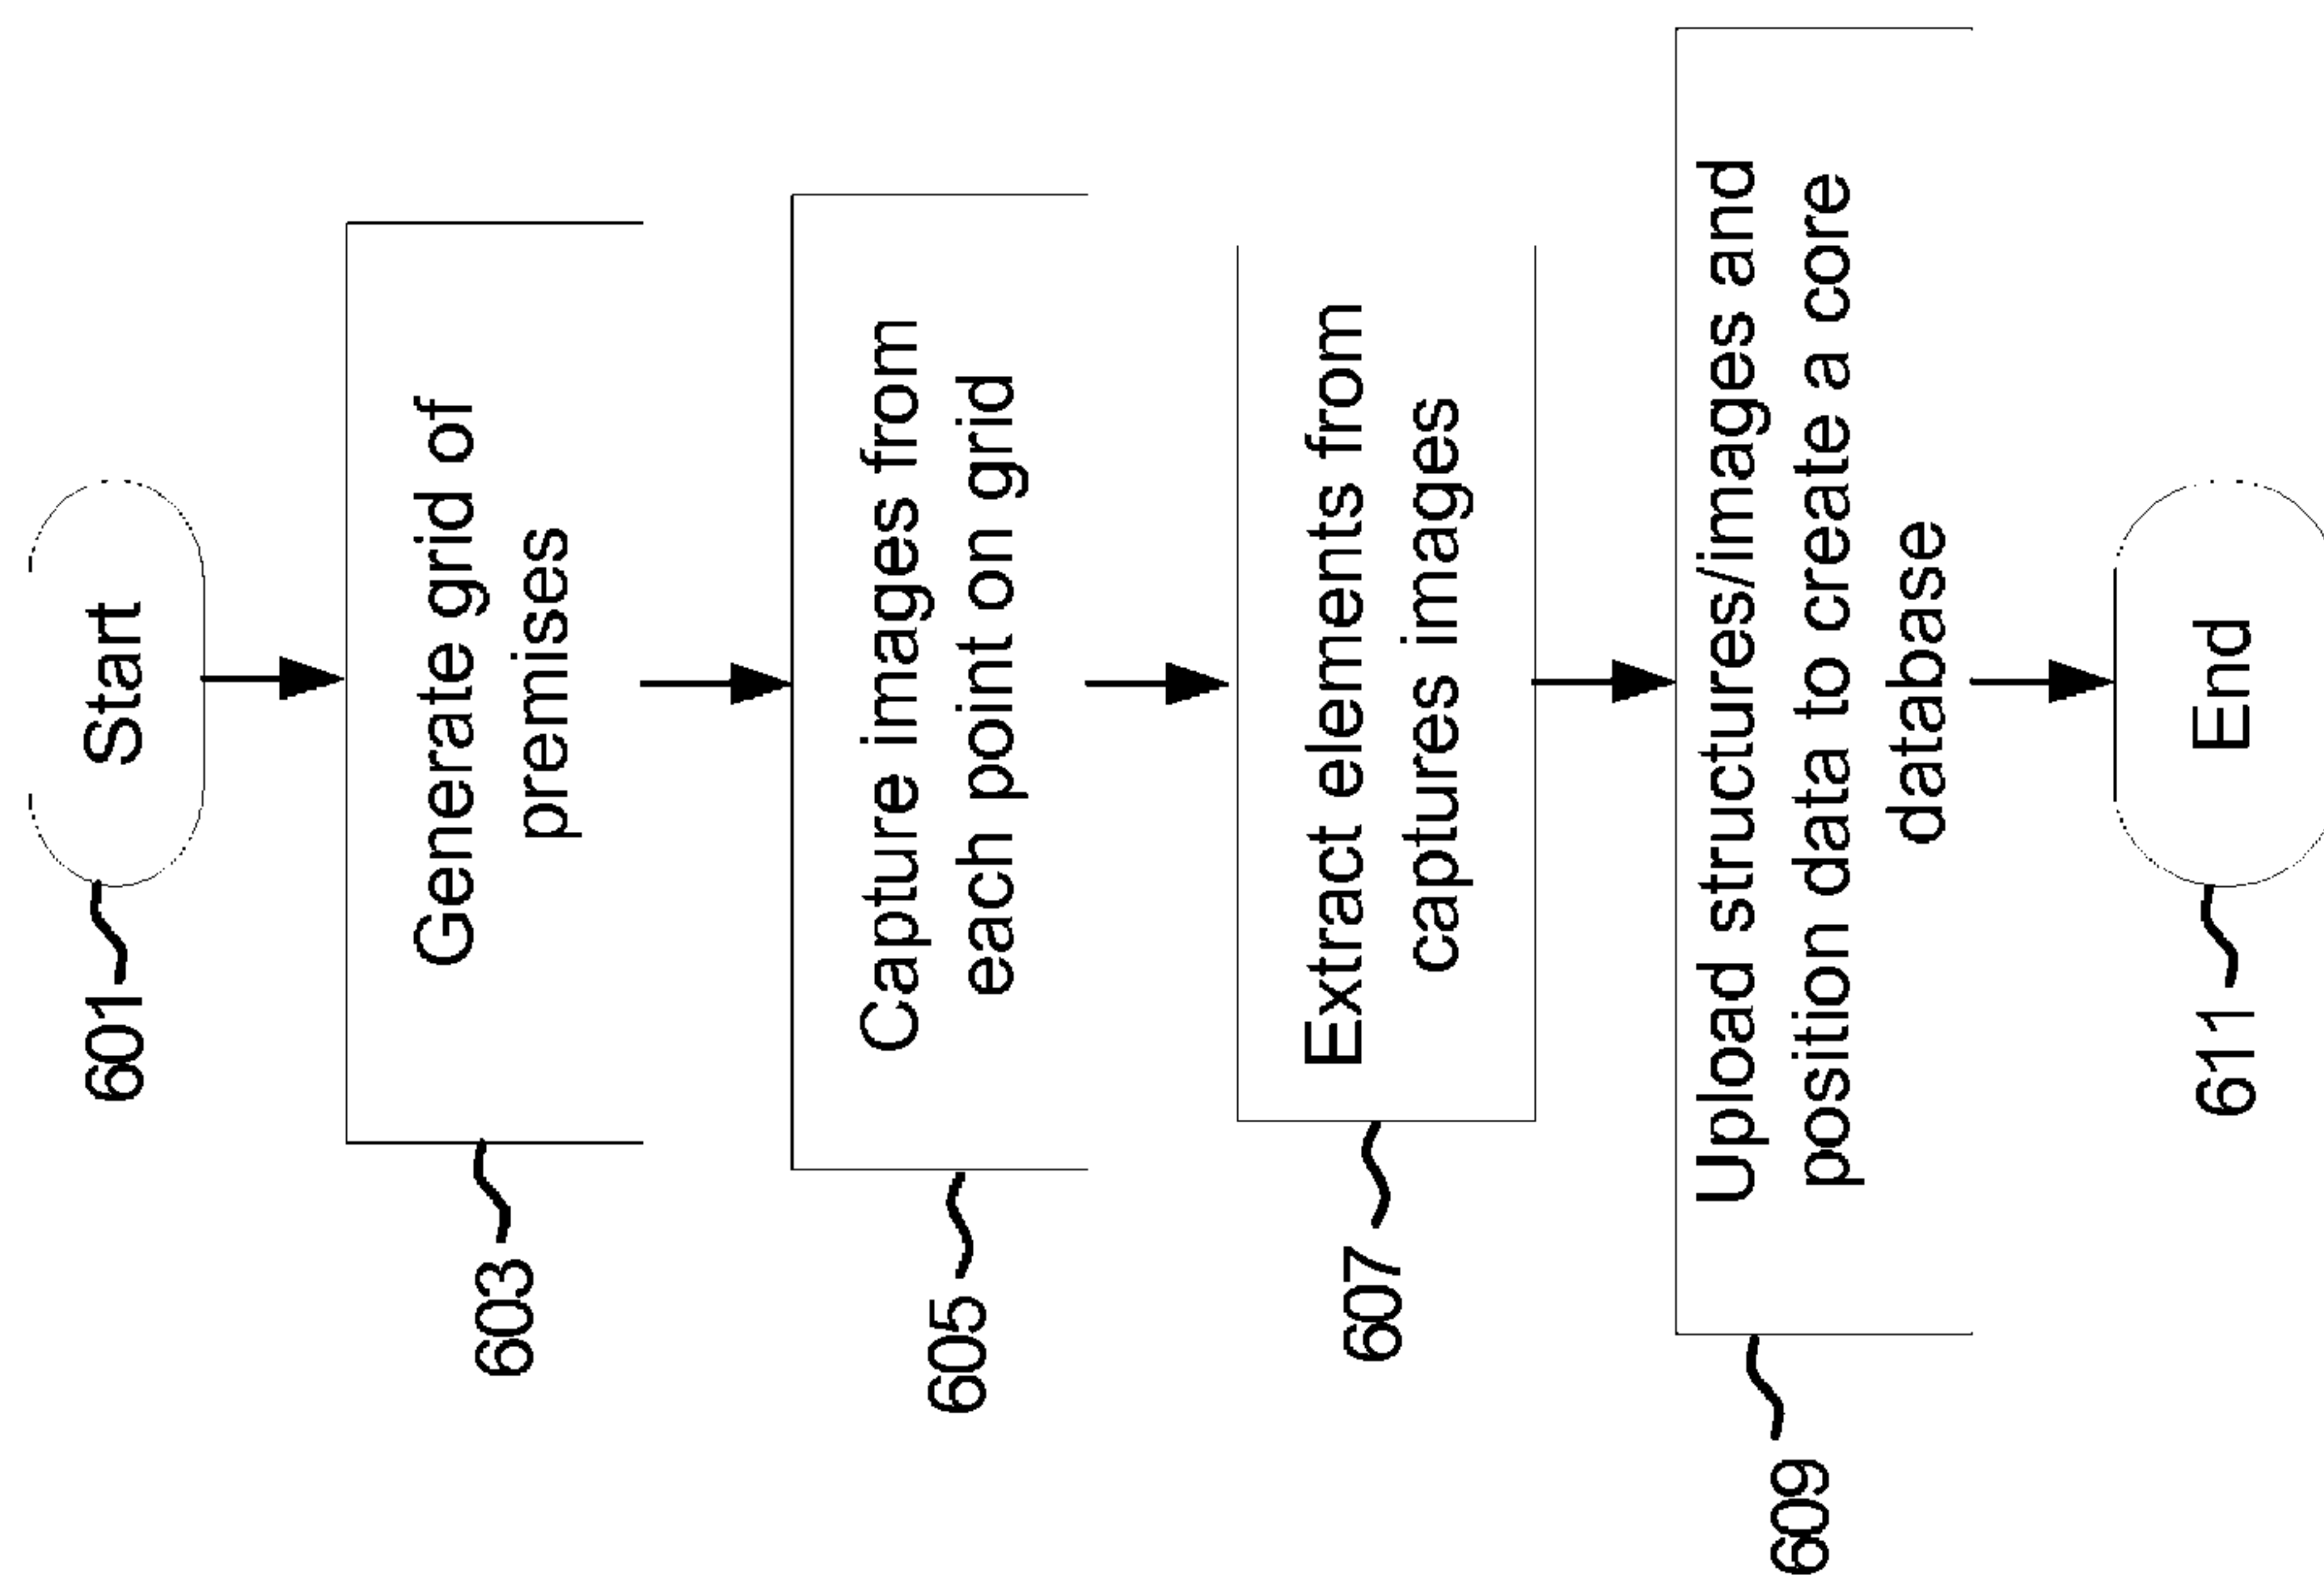 601
Start
603
Generate grid of
premises
605
Capture images from
each point on grid
607
Extract elements from
captures images
609
Upload structures/images and
position data to create a core
database
611
End